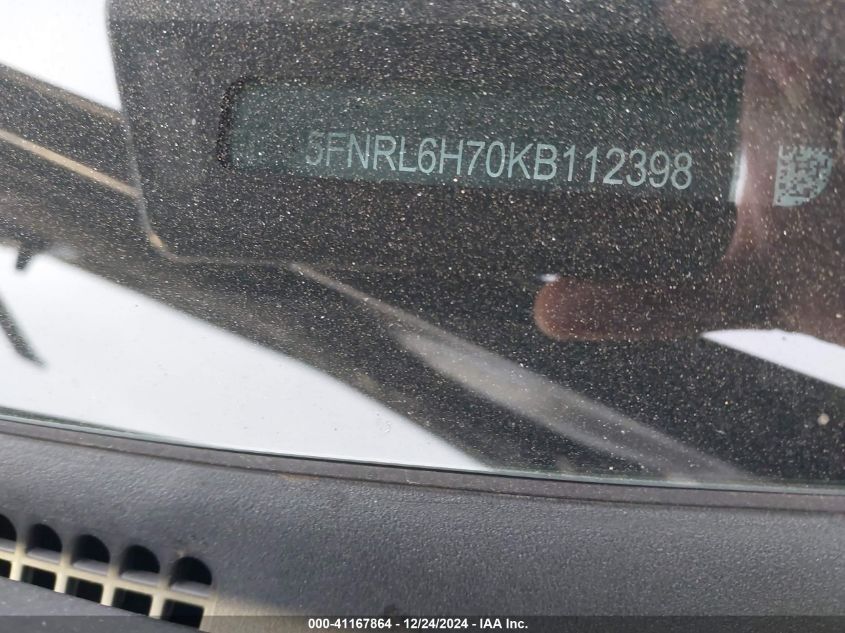 5FNRL6H70KB112398
000-41167864 - 12/24/2024 - IAA Inc.